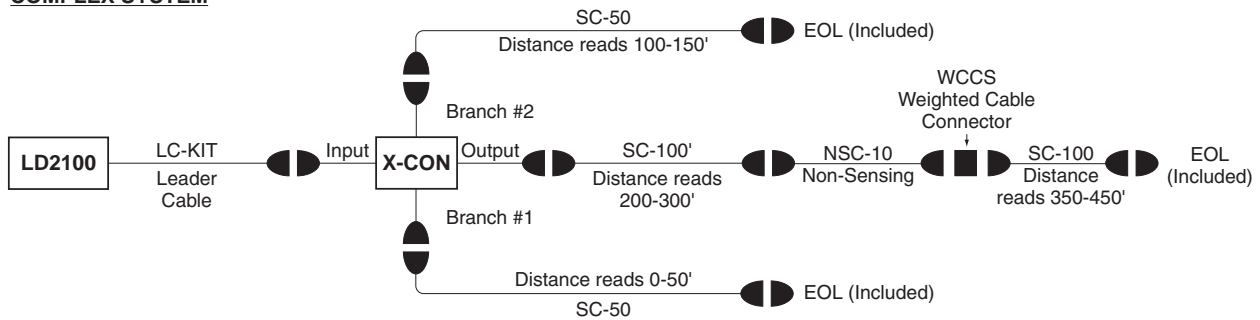 COMPLEX SYSTEM
SC-50
Distance reads 100-150'
EOL (Included)
Branch #2
WCCS
Weighted Cable
Connector
LD2100
LC-KIT
Leader
Cable
Input
X-CON
Output
SC-100'
Distance reads
200-300'
NSC-10
Non-Sensing
SC-100
Distance
reads 350-450'
EOL
(Included)
Branch #1
Distance reads 0-50'
SC-50
EOL (Included)